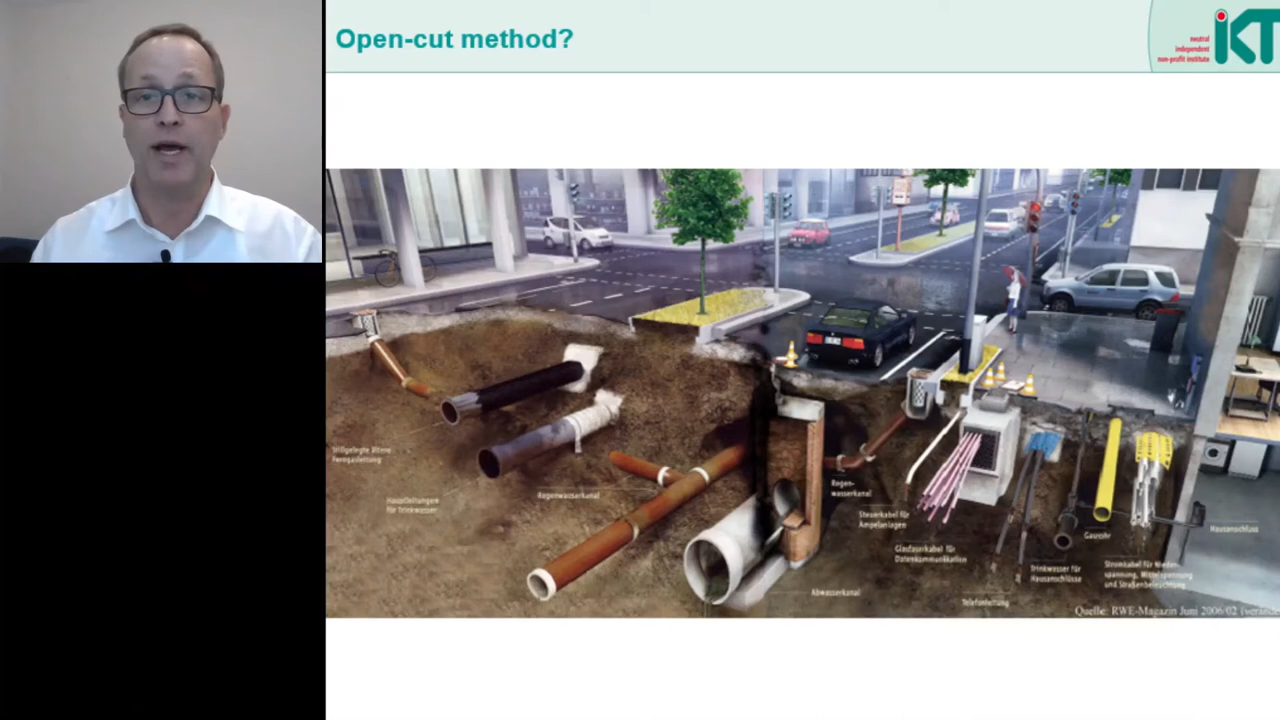 Open-cut method?
neutral
independent
non-profit institute
iKT
Stillgelegte ältere
Ferngasleitung
Hauptleitungen
für Trinkwasser
Regenwasserkanal
Regen-
wasserkanal
Steuerkabel für
Ampelanlagen
Glasfaserkabel für
Datenkommunikation
Abwasserkanal
Telefonleitung
Trinkwasser für
Hausanschlüsse
Gasrohr
Stromkabel für Nieder-
spannung, Mittelspannung
und Straßenbeleuchtung
Hausanschluss
Quelle: RWE-Magazin Juni 2006/02 (verände